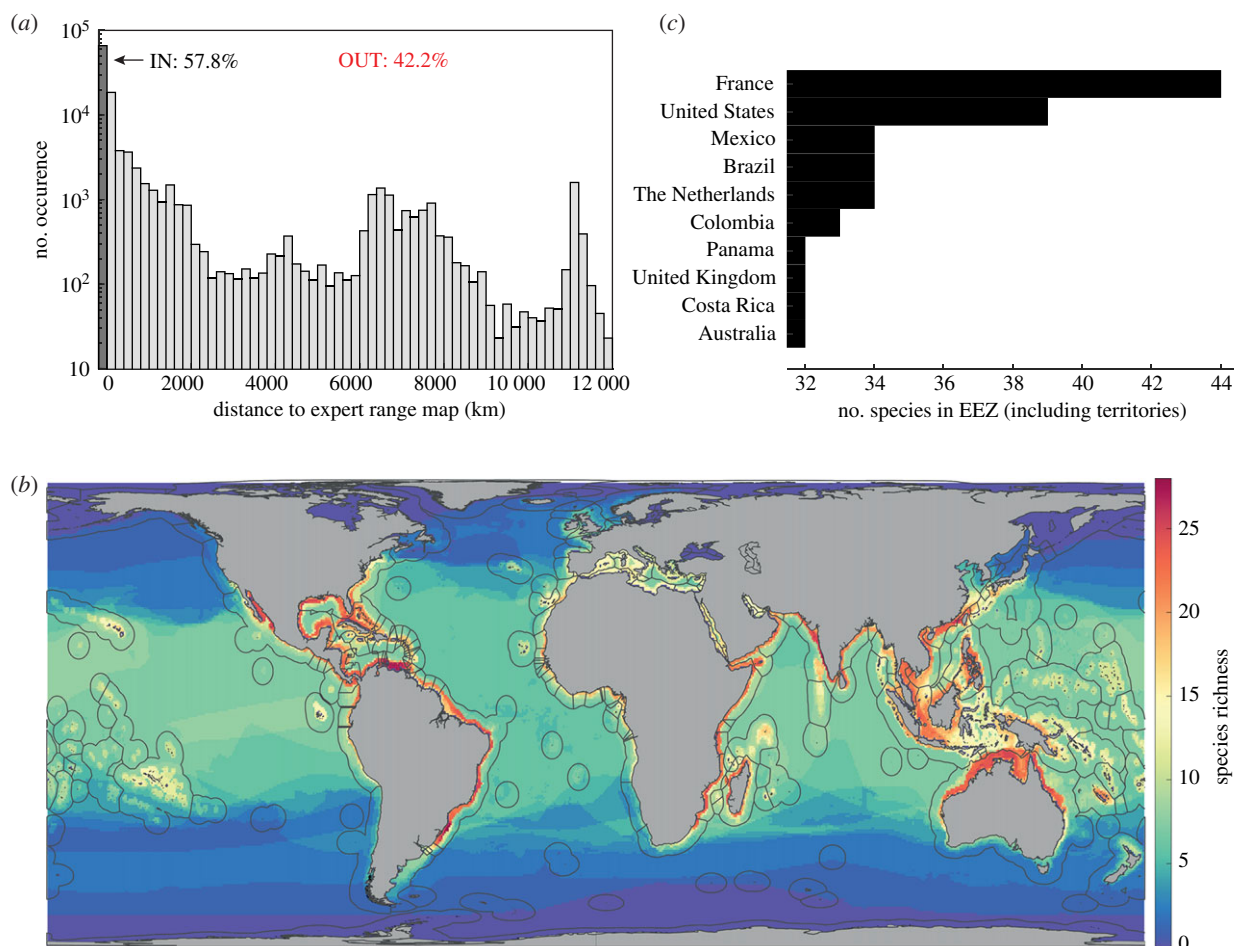 (a)
10^5
10^4
10^3
10^2
10
no. occurence
IN: 57.8%
OUT: 42.2%
0 2000 4000 6000 8000 10 000 12 000
distance to expert range map (km)
(c)
France
United States
Mexico
Brazil
The Netherlands
Colombia
Panama
United Kingdom
Costa Rica
Australia
32 34 36 38 40 42 44
no. species in EEZ (including territories)
(b)
25
20
15
10
5
0
species richness